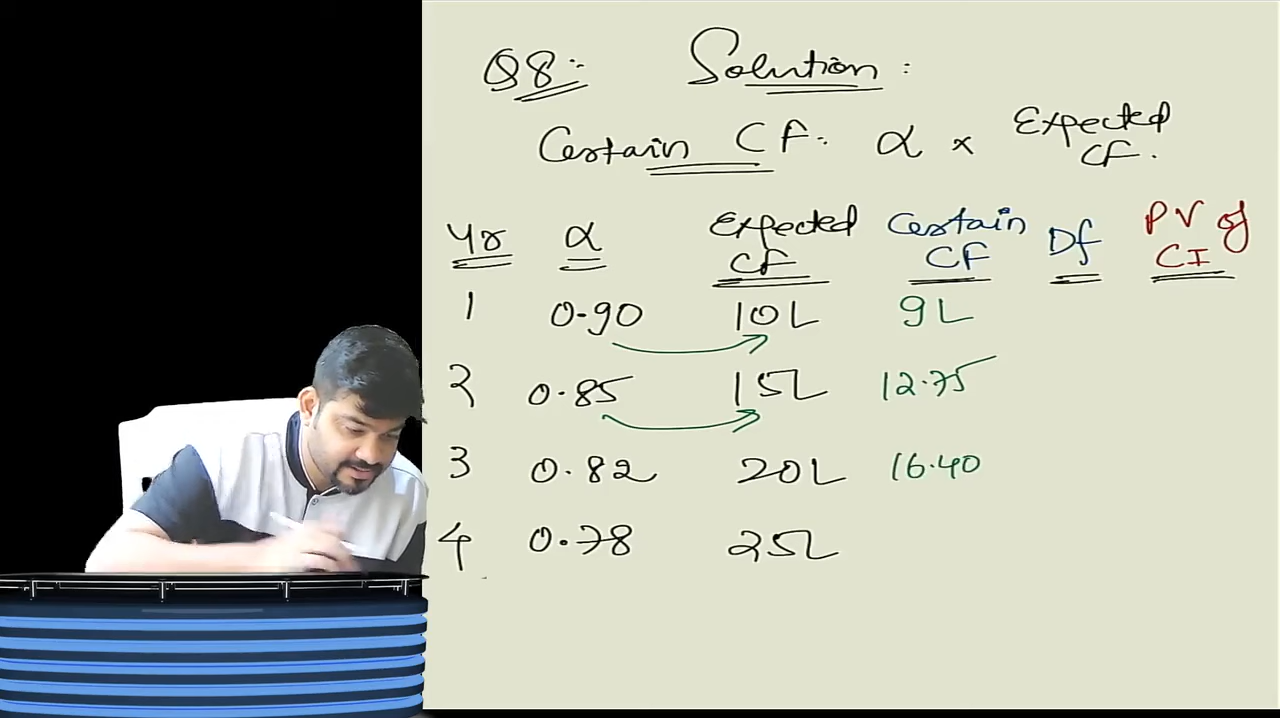 Q8:- Solution:
Certain CF: α × Expected CF.
Yr α Expected CF Certain CF Df PV of CI
1 0.90 10L 9L
2 0.85 15L 12.75
3 0.82 20L 16.40
4 0.78 25L